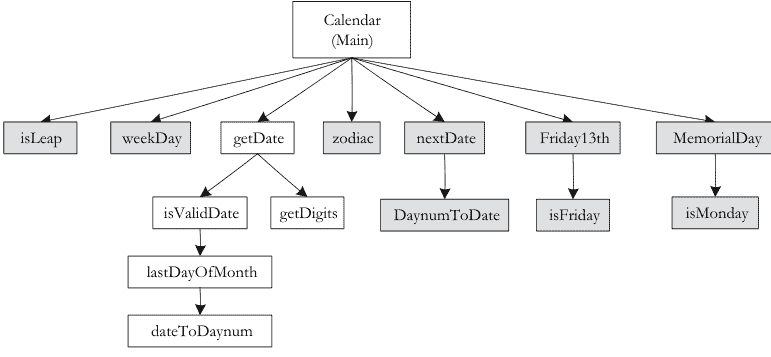 Calendar
(Main)
isLeap
weekDay
getDate
zodiac
nextDate
Friday13th
MemorialDay
isValidDate
getDigits
DaynumToDate
isFriday
isMonday
lastDayOfMonth
dateToDaynum